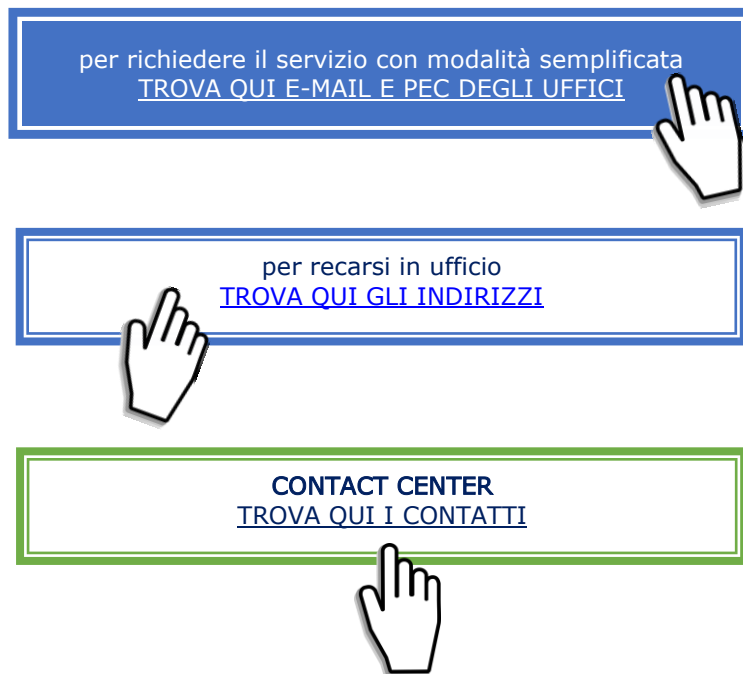 per richiedere il servizio con modalità semplificata
TROVA QUI E-MAIL E PEC DEGLI UFFICI
per recarsi in ufficio
TROVA QUI GLI INDIRIZZI
CONTACT CENTER
TROVA QUI I CONTATTI